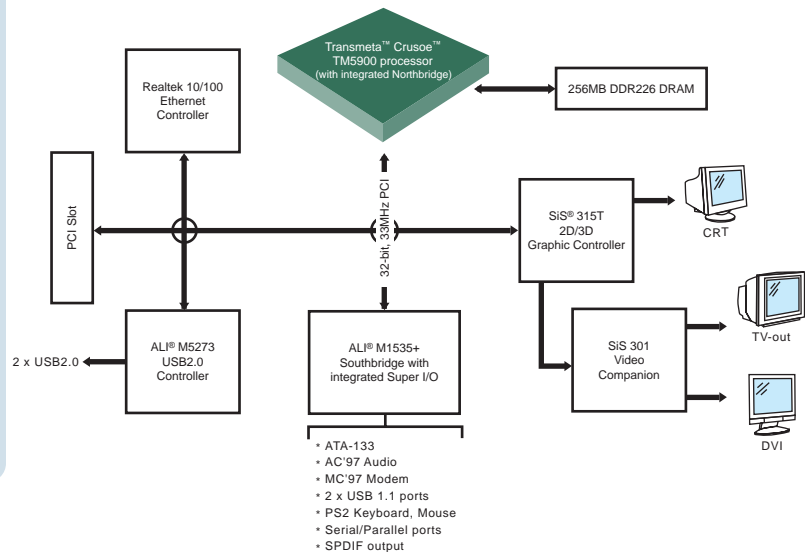 Transmeta™ Crusoe™
TM5900 processor
(with integrated Northbridge)
Realtek 10/100
Ethernet
Controller
256MB DDR226 DRAM
PCI Slot
32-bit, 33MHz PCI
SiS® 315T
2D/3D
Graphic Controller
CRT
2 x USB2.0
ALI® M5273
USB2.0
Controller
ALI® M1535+
Southbridge with
integrated Super I/O
SiS 301
Video
Companion
TV-out
DVI
* ATA-133
* AC'97 Audio
* MC'97 Modem
* 2 x USB 1.1 ports
* PS2 Keyboard, Mouse
* Serial/Parallel ports
* SPDIF output